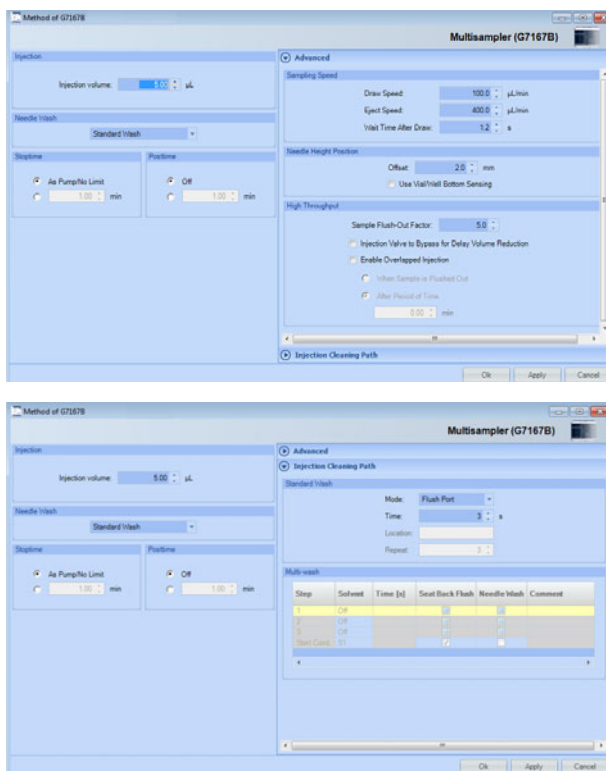 Method of G7167B
Multisampler (G7167B)
Injection
Injection volume: 5.00 µL
Needle Wash
Standard Wash
Stoptime
Posttime
As Pump/No Limit
Off
1.00 min
1.00 min
Advanced
Sampling Speed
Draw Speed: 100.0 µL/min
Eject Speed: 400.0 µL/min
Wait Time After Draw: 1.2 s
Needle Height Position
Offset: 2.0 mm
Use Vial/Well Bottom Sensing
High Throughput
Sample Flush-Out Factor: 5.0
Injection Valve to Bypass for Delay Volume Reduction
Enable Overlapped Injection
When Sample is Flushed Out
After Period of Time
0.00 min
Injection Cleaning Path
Ok Apply Cancel
Method of G7167B
Multisampler (G7167B)
Injection
Injection volume: 5.00 µL
Needle Wash
Standard Wash
Stoptime
Posttime
As Pump/No Limit
Off
1.00 min
1.00 min
Advanced
Injection Cleaning Path
Standard Wash
Mode: Flush Port
Time: 3 s
Location:
Repeat: 3
Multi-wash
Step Solvent Time [s] Seat Back Flush Needle Wash Comment
1 Off
2 Off
3 Off
Start Cond. S1
Ok Apply Cancel